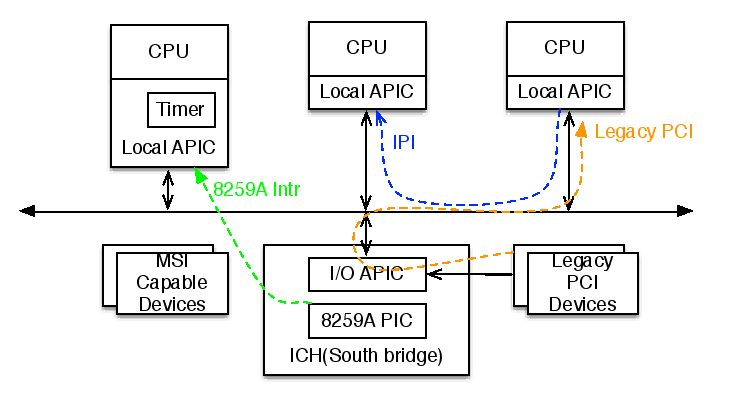 CPU
CPU
CPU
Timer
Local APIC
Local APIC
Local APIC
IPI
Legacy PCI
8259A Intr
MSI
Capable
Devices
I/O APIC
8259A PIC
ICH(South bridge)
Legacy
PCI
Devices